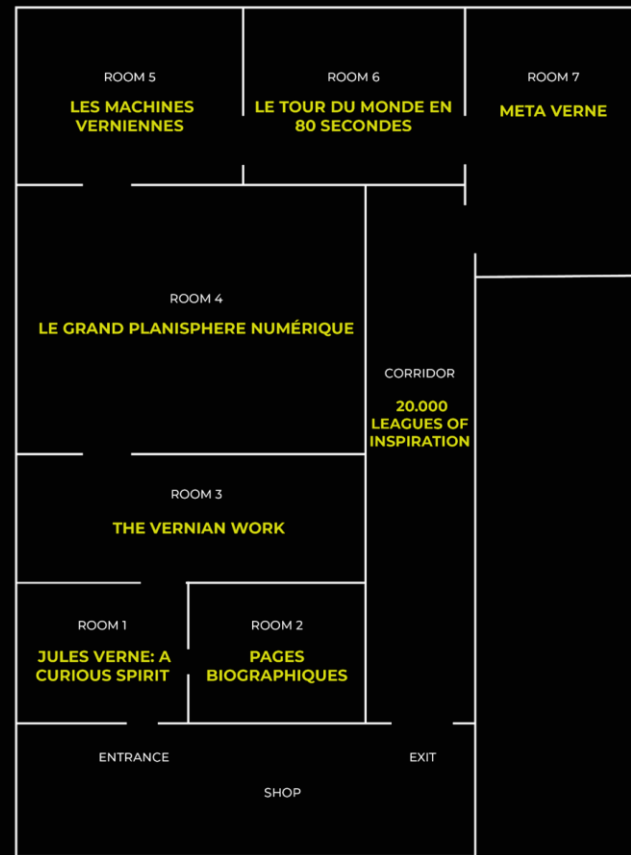 ROOM 5
LES MACHINES
VERNIENNES
ROOM 6
LE TOUR DU MONDE EN
80 SECONDES
ROOM 7
META VERNE
ROOM 4
LE GRAND PLANISPHERE NUMÉRIQUE
CORRIDOR
20.000
LEAGUES OF
INSPIRATION
ROOM 3
THE VERNIAN WORK
ROOM 1
JULES VERNE: A
CURIOUS SPIRIT
ROOM 2
PAGES
BIOGRAPHIQUES
ENTRANCE
EXIT
SHOP